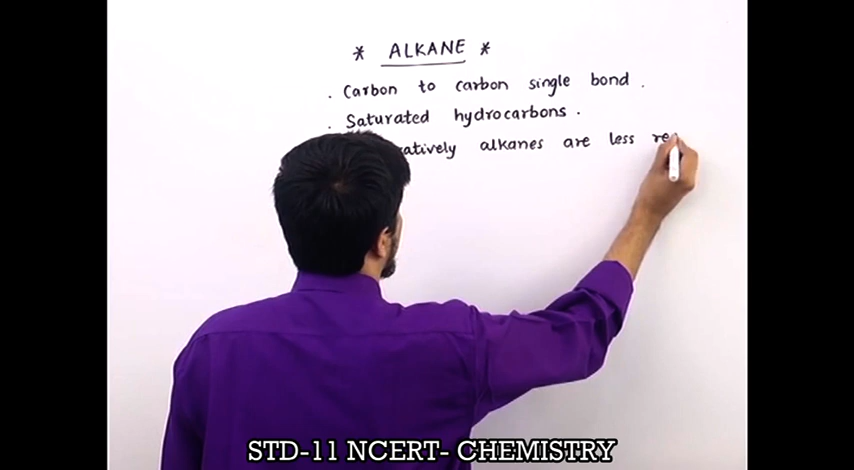 * ALKANE *
. Carbon to carbon single bond .
. Saturated hydrocarbons .
alkanes are less
STD-11 NCERT- CHEMISTRY